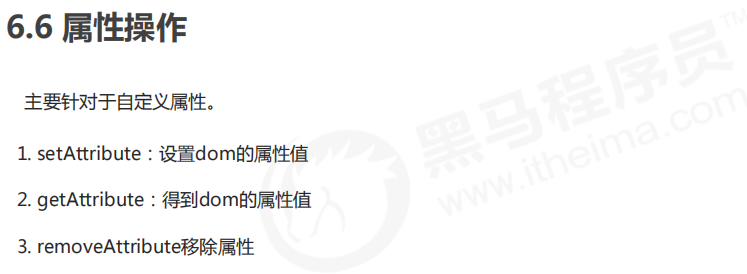 6.6 属性操作
主要针对于自定义属性。
1. setAttribute：设置dom的属性值
2. getAttribute：得到dom的属性值
3. removeAttribute移除属性
黑马程序员™
www.itheima.com